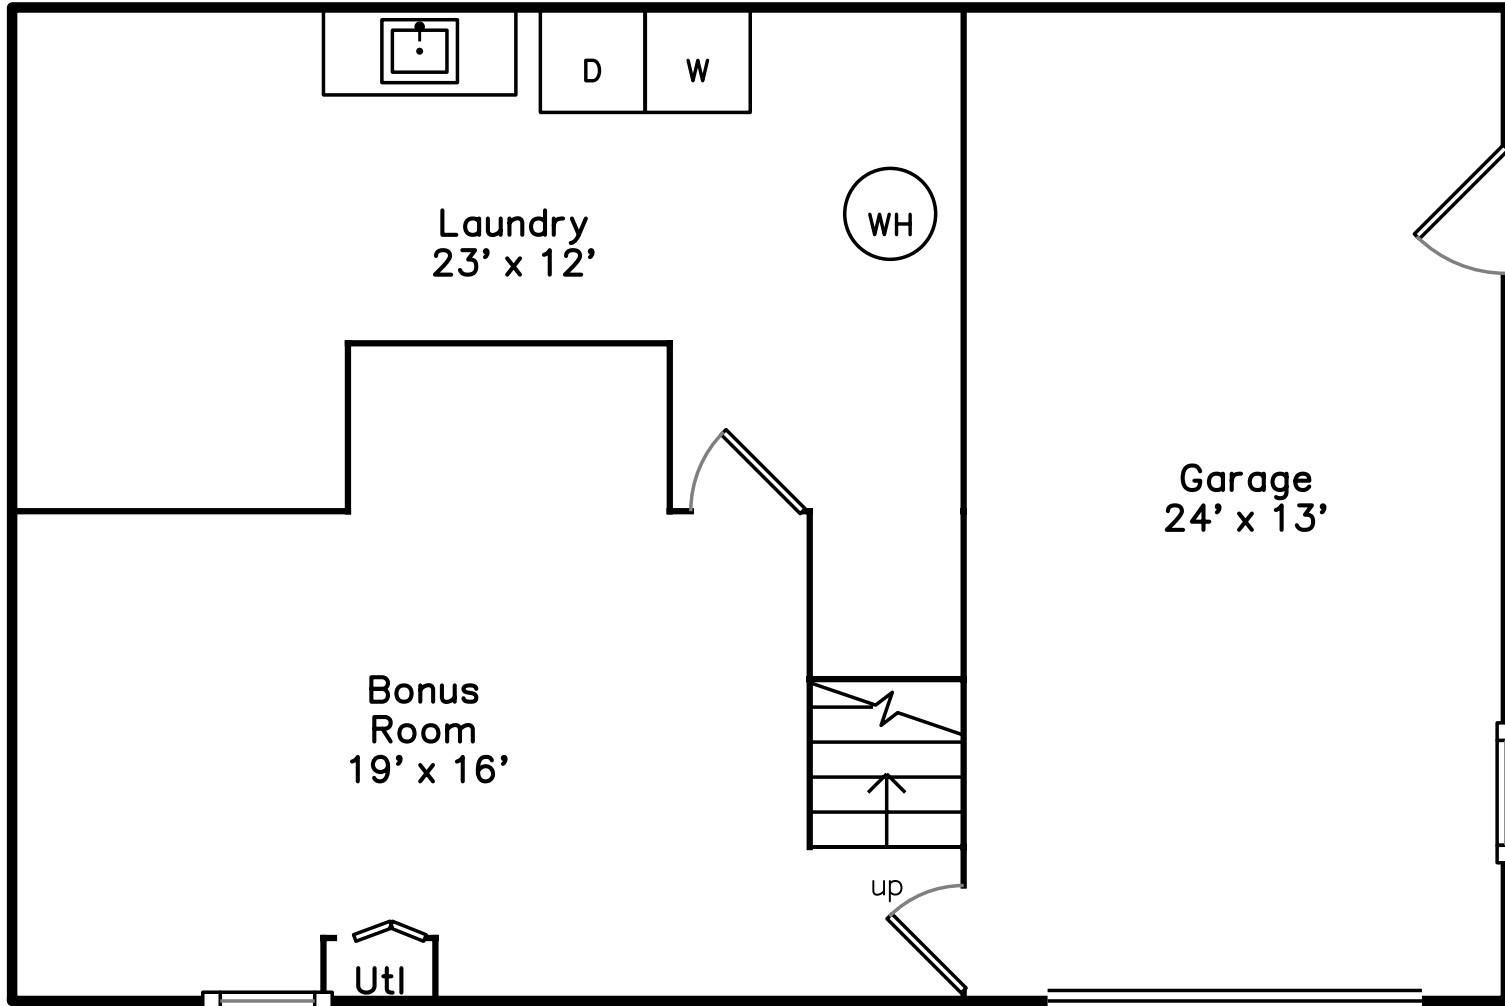 D
W
WH
Laundry
23' x 12'
Garage
24' x 13'
Bonus
Room
19' x 16'
up
Utl